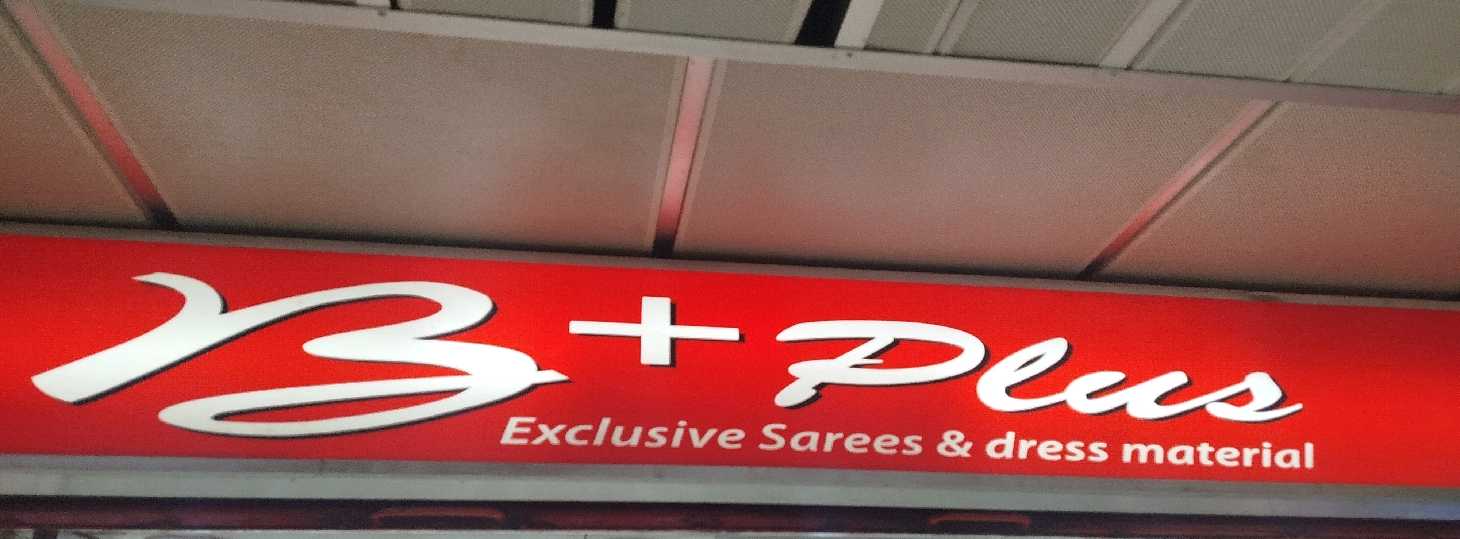 B+ Plus
Exclusive Sarees & dress material